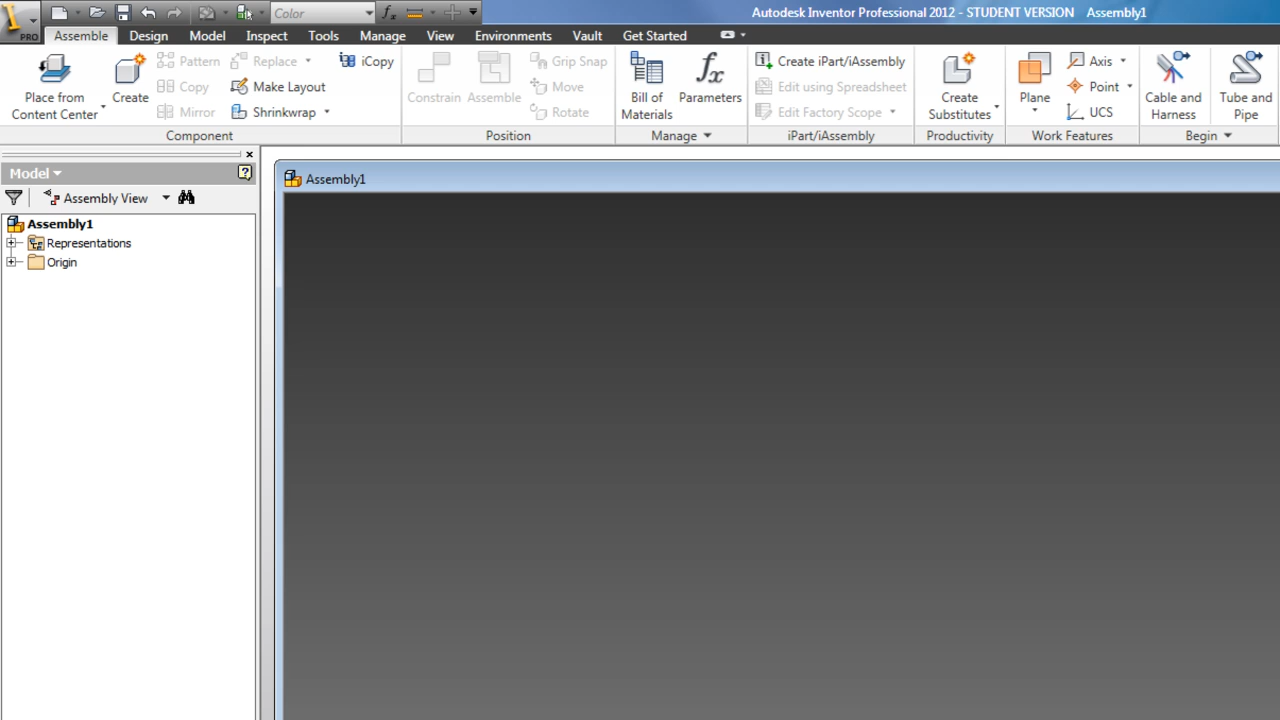 PRO
Color
Autodesk Inventor Professional 2012 - STUDENT VERSION Assembly1
Assemble Design Model Inspect Tools Manage View Environments Vault Get Started
Place from Content Center
Create
Pattern
Copy
Mirror
Replace
Make Layout
Shrinkwrap
iCopy
Component
Constrain
Assemble
Grip Snap
Move
Rotate
Position
Bill of Materials
Parameters
Manage
Create iPart/iAssembly
Edit using Spreadsheet
Edit Factory Scope
iPart/iAssembly
Create Substitutes
Productivity
Plane
Axis
Point
UCS
Work Features
Cable and Harness
Tube and Pipe
Begin
Model
Assembly View
Assembly1
Representations
Origin
Assembly1